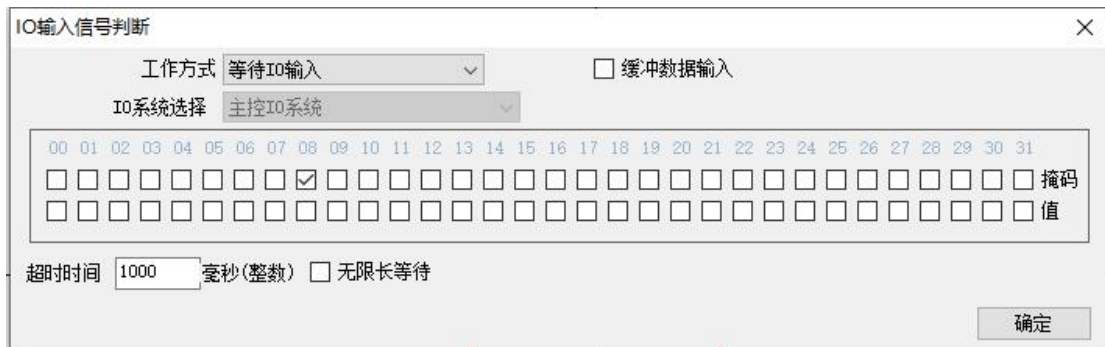 IO输入信号判断
工作方式 等待IO输入 缓冲数据输入
IO系统选择 主控IO系统
00 01 02 03 04 05 06 07 08 09 10 11 12 13 14 15 16 17 18 19 20 21 22 23 24 25 26 27 28 29 30 31
掩码
值
超时时间 1000 毫秒(整数) 无限长等待
确定